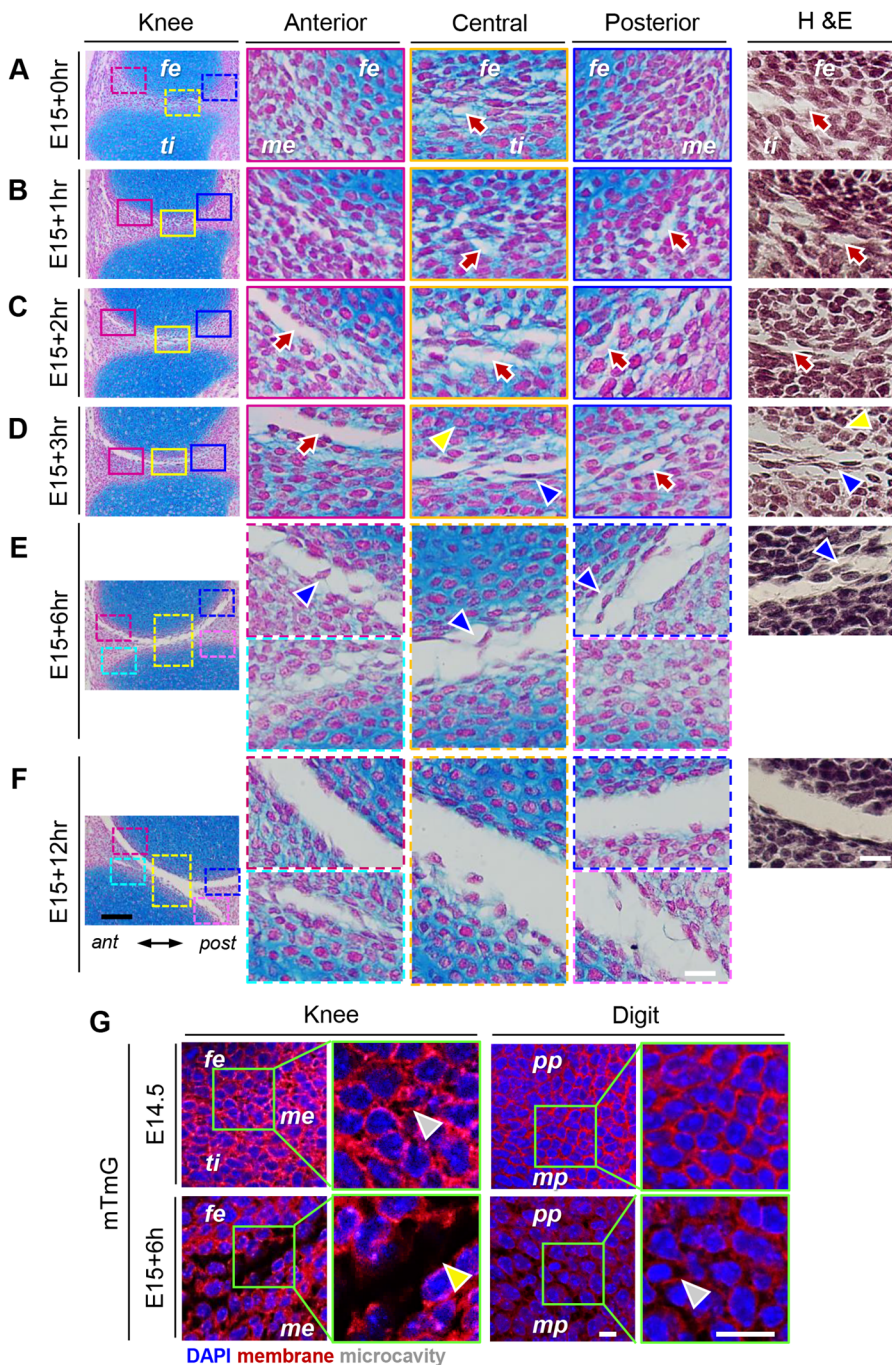 Knee Anterior Central Posterior H &E
A E15+0hr fe ti fe me fe ti fe me fe ti
B E15+1hr
C E15+2hr
D E15+3hr
E E15+6hr
F E15+12hr
ant post
G Knee Digit
mTmG
E14.5 fe me ti pp mp
E15+6h fe me pp mp
DAPI membrane microcavity